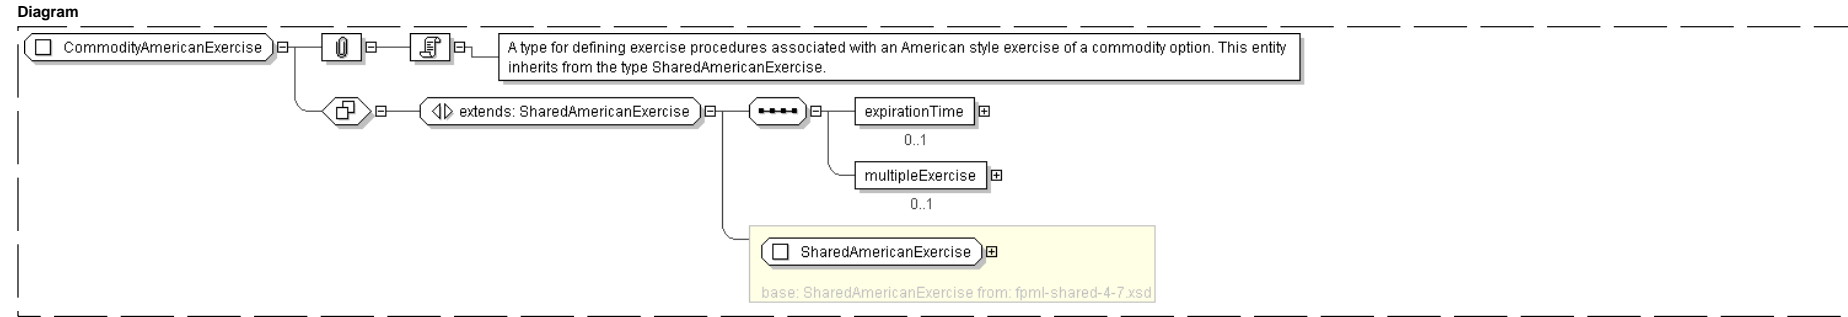 Diagram
CommodityAmericanExercise
A type for defining exercise procedures associated with an American style exercise of a commodity option. This entity
inherits from the type SharedAmericanExercise.
extends: SharedAmericanExercise
expirationTime
0..1
multipleExercise
0..1
SharedAmericanExercise
base: SharedAmericanExercise from: fpml-shared-4-7.xsd